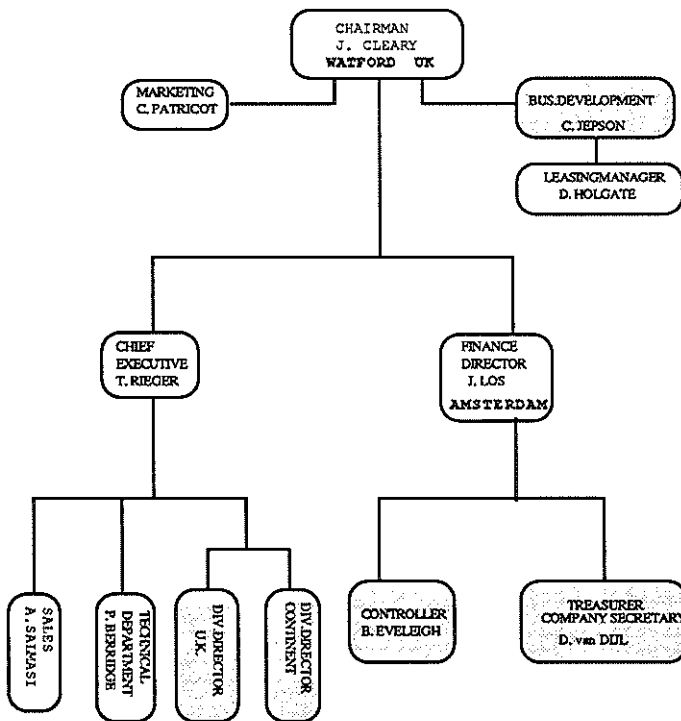 CHAIRMAN
J. CLEARY
WATFORD UK
MARKETING
C. PATRICOT
BUS.DEVELOPMENT
C. JEPSON
LEASINGMANAGER
D. HOLGATE
CHIEF
EXECUTIVE
T. RIEGER
FINANCE
DIRECTOR
J. LOS
AMSTERDAM
SALES
A. SAIWASI
TECHNICAL
DEPARTMENT
P. BERRIDGE
DIV.DIRECTOR
U.K.
DIV.DIRECTOR
CONTINENT
CONTROLLER
B. EVELEIGH
TREASURER
COMPANY SECRETARY
D. van DIJL